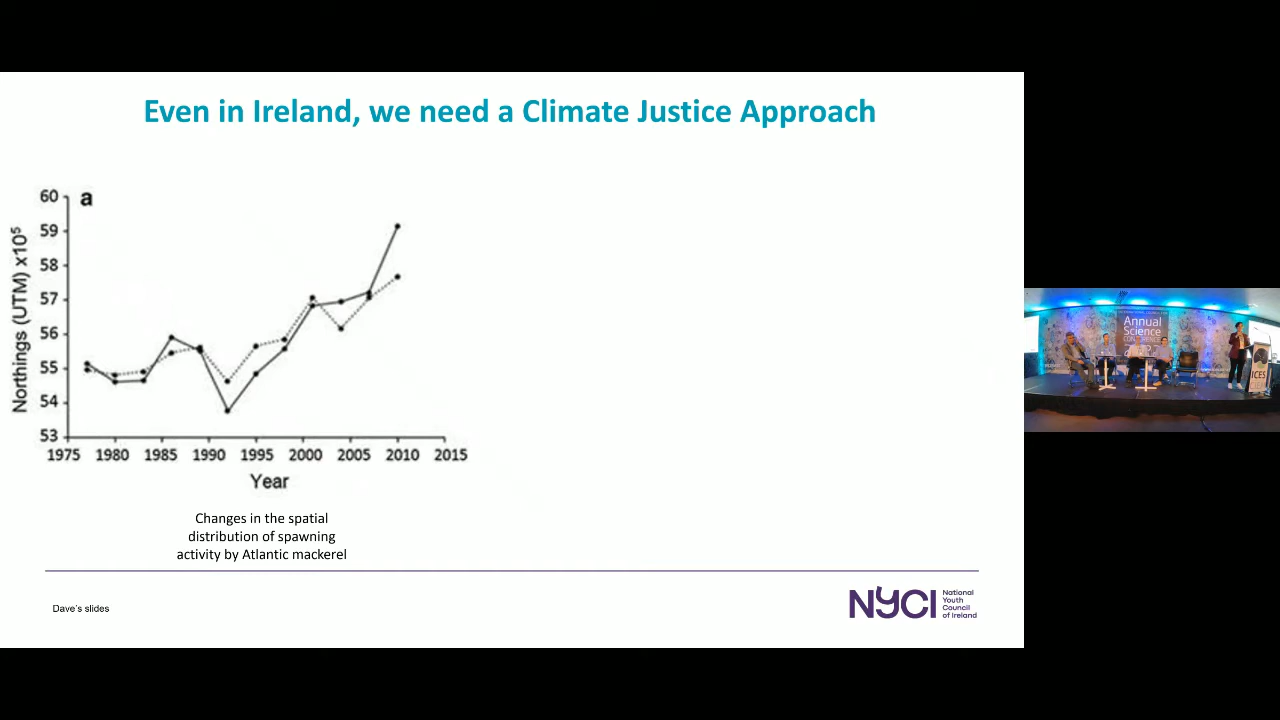 Even in Ireland, we need a Climate Justice Approach
a
60
59
58
57
56
55
54
53
Northings (UTM) x10⁵
1975 1980 1985 1990 1995 2000 2005 2010 2015
Year
Changes in the spatial
distribution of spawning
activity by Atlantic mackerel
Dave's slides
NYCI
National
Youth
Council
of Ireland
Annual
Science
CONFERENCE
ICES